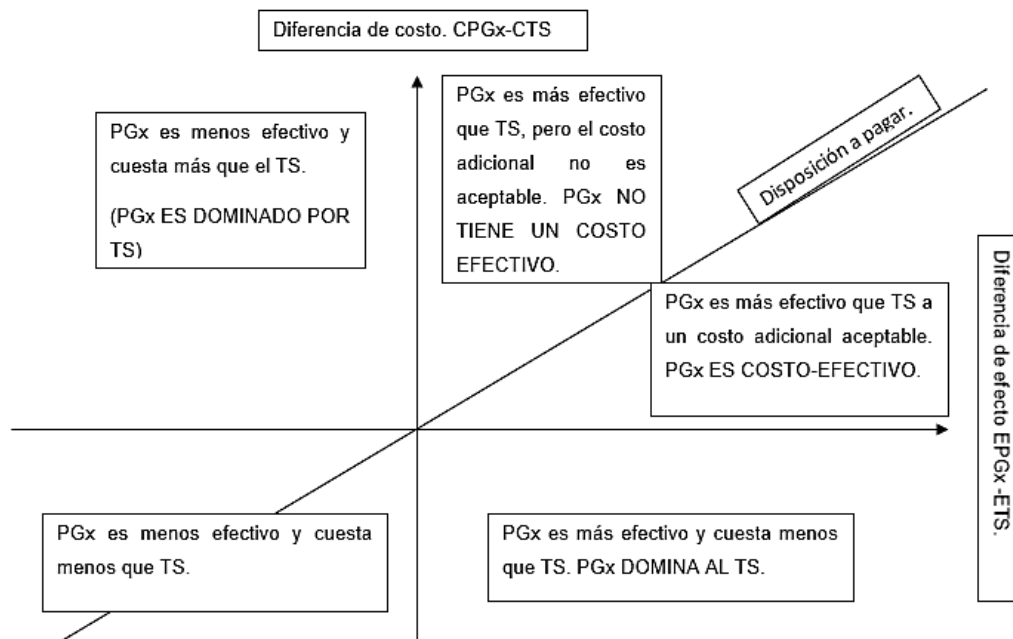 Diferencia de costo. CPGx-CTS
PGx es menos efectivo y
cuesta más que el TS.
(PGx ES DOMINADO POR
TS)
PGx es más efectivo
que TS, pero el costo
adicional no es
aceptable. PGx NO
TIENE UN COSTO
EFECTIVO.
Disposición a pagar.
PGx es más efectivo que TS a
un costo adicional aceptable.
PGx ES COSTO-EFECTIVO.
Diferencia de efecto EPGx -ETS.
PGx es menos efectivo y cuesta
menos que TS.
PGx es más efectivo y cuesta menos
que TS. PGx DOMINA AL TS.